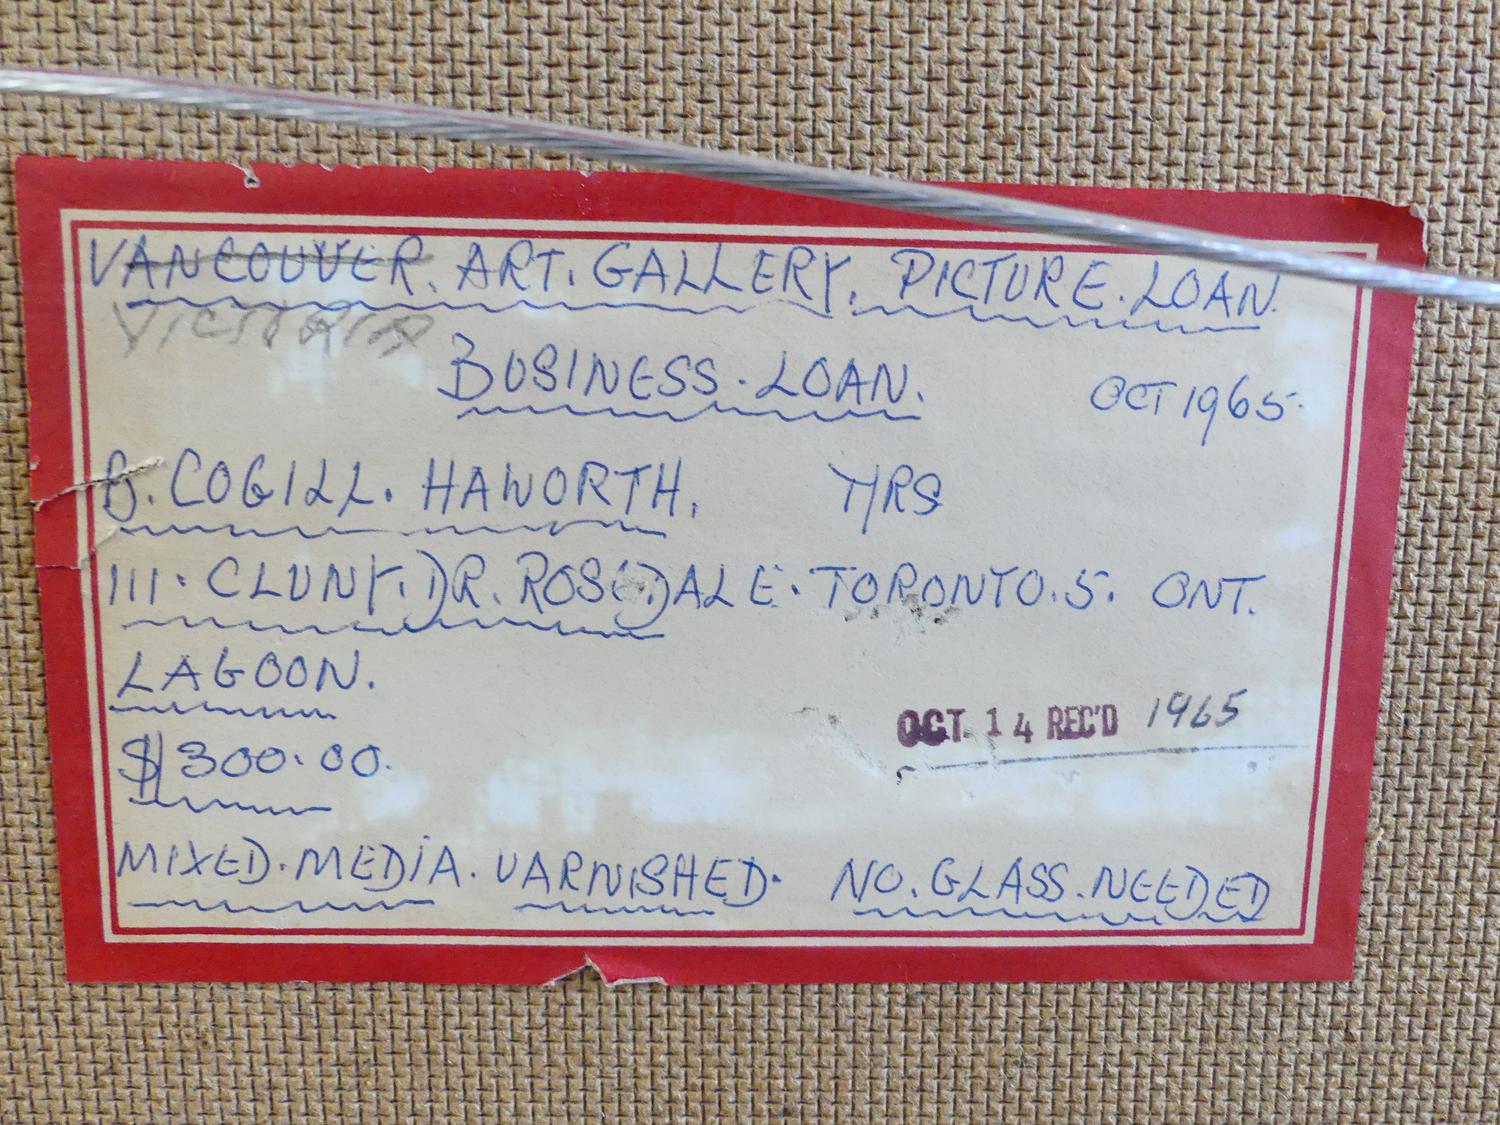 VANCOUVER. ART. GALLERY. PICTURE. LOAN.
VICTORIA
BUSINESS. LOAN. OCT 1965.
B. COGILL. HAWORTH. MRS
111. CLUNY. DR. ROSEDALE. TORONTO. 5. ONT.
LAGOON.
OCT. 14 REC'D 1965
$300.00.
MIXED. MEDIA. VARNISHED. NO. GLASS. NEEDED